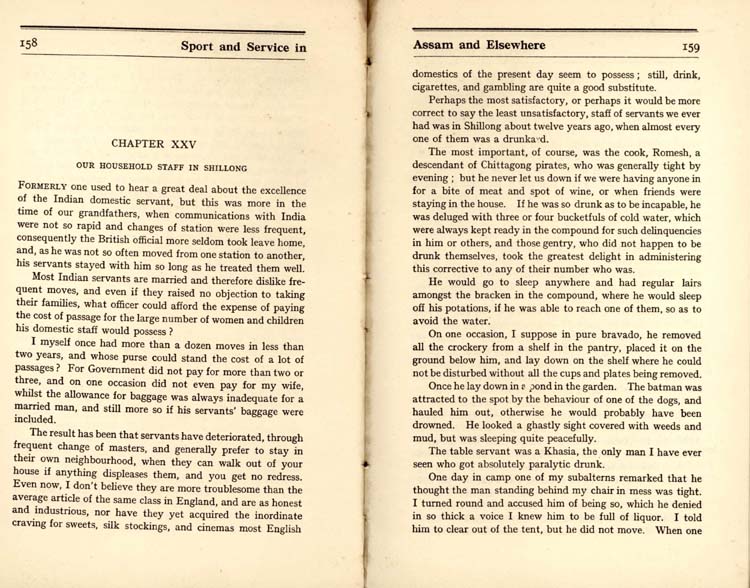 158
Sport and Service in
CHAPTER XXV
OUR HOUSEHOLD STAFF IN SHILLONG
FORMERLY one used to hear a great deal about the excellence
of the Indian domestic servant, but this was more in the
time of our grandfathers, when communications with India
were not so rapid and changes of station were less frequent,
consequently the British official more seldom took leave home,
and, as he was not so often moved from one station to another,
his servants stayed with him so long as he treated them well.
Most Indian servants are married and therefore dislike fre-
quent moves, and even if they raised no objection to taking
their families, what officer could afford the expense of paying
the cost of passage for the large number of women and children
his domestic staff would possess ?
I myself once had more than a dozen moves in less than
two years, and whose purse could stand the cost of a lot of
passages ? For Government did not pay for more than two or
three, and on one occasion did not even pay for my wife,
whilst the allowance for baggage was always inadequate for a
married man, and still more so if his servants' baggage were
included.
The result has been that servants have deteriorated, through
frequent change of masters, and generally prefer to stay in
their own neighbourhood, when they can walk out of your
house if anything displeases them, and you get no redress.
Even now, I don't believe they are more troublesome than the
average article of the same class in England, and are as honest
and industrious, nor have they yet acquired the inordinate
craving for sweets, silk stockings, and cinemas most English
Assam and Elsewhere
159
domestics of the present day seem to possess ; still, drink,
cigarettes, and gambling are quite a good substitute.
Perhaps the most satisfactory, or perhaps it would be more
correct to say the least unsatisfactory, staff of servants we ever
had was in Shillong about twelve years ago, when almost every
one of them was a drunkard.
The most important, of course, was the cook, Romesh, a
descendant of Chittagong pirates, who was generally tight by
evening ; but he never let us down if we were having anyone in
for a bite of meat and spot of wine, or when friends were
staying in the house. If he was so drunk as to be incapable, he
was deluged with three or four bucketfuls of cold water, which
were always kept ready in the compound for such delinquencies
in him or others, and those gentry, who did not happen to be
drunk themselves, took the greatest delight in administering
this corrective to any of their number who was.
He would go to sleep anywhere and had regular lairs
amongst the bracken in the compound, where he would sleep
off his potations, if he was able to reach one of them, so as to
avoid the water.
On one occasion, I suppose in pure bravado, he removed
all the crockery from a shelf in the pantry, placed it on the
ground below him, and lay down on the shelf where he could
not be disturbed without all the cups and plates being removed.
Once he lay down in a pond in the garden. The batman was
attracted to the spot by the behaviour of one of the dogs, and
hauled him out, otherwise he would probably have been
drowned. He looked a ghastly sight covered with weeds and
mud, but was sleeping quite peacefully.
The table servant was a Khasia, the only man I have ever
seen who got absolutely paralytic drunk.
One day in camp one of my subalterns remarked that he
thought the man standing behind my chair in mess was tight.
I turned round and accused him of being so, which he denied
in so thick a voice I knew him to be full of liquor. I told
him to clear out of the tent, but he did not move. When one